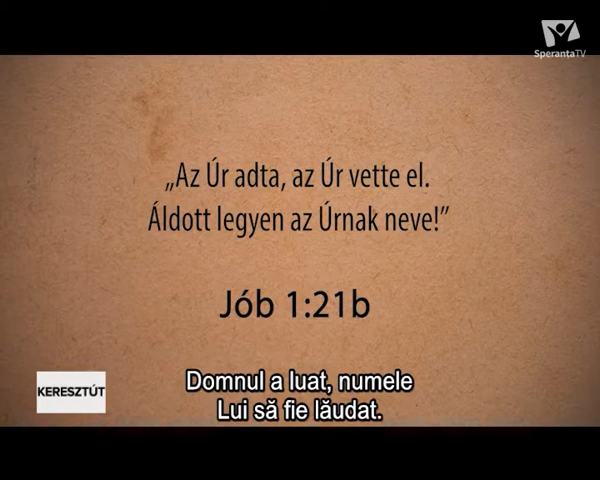 SperantaTV
„Az Úr adta, az Úr vette el.
Áldott legyen az Úrnak neve!”
Jób 1:21b
KERESZTÚT
Domnul a luat, numele
Lui să fie lăudat.